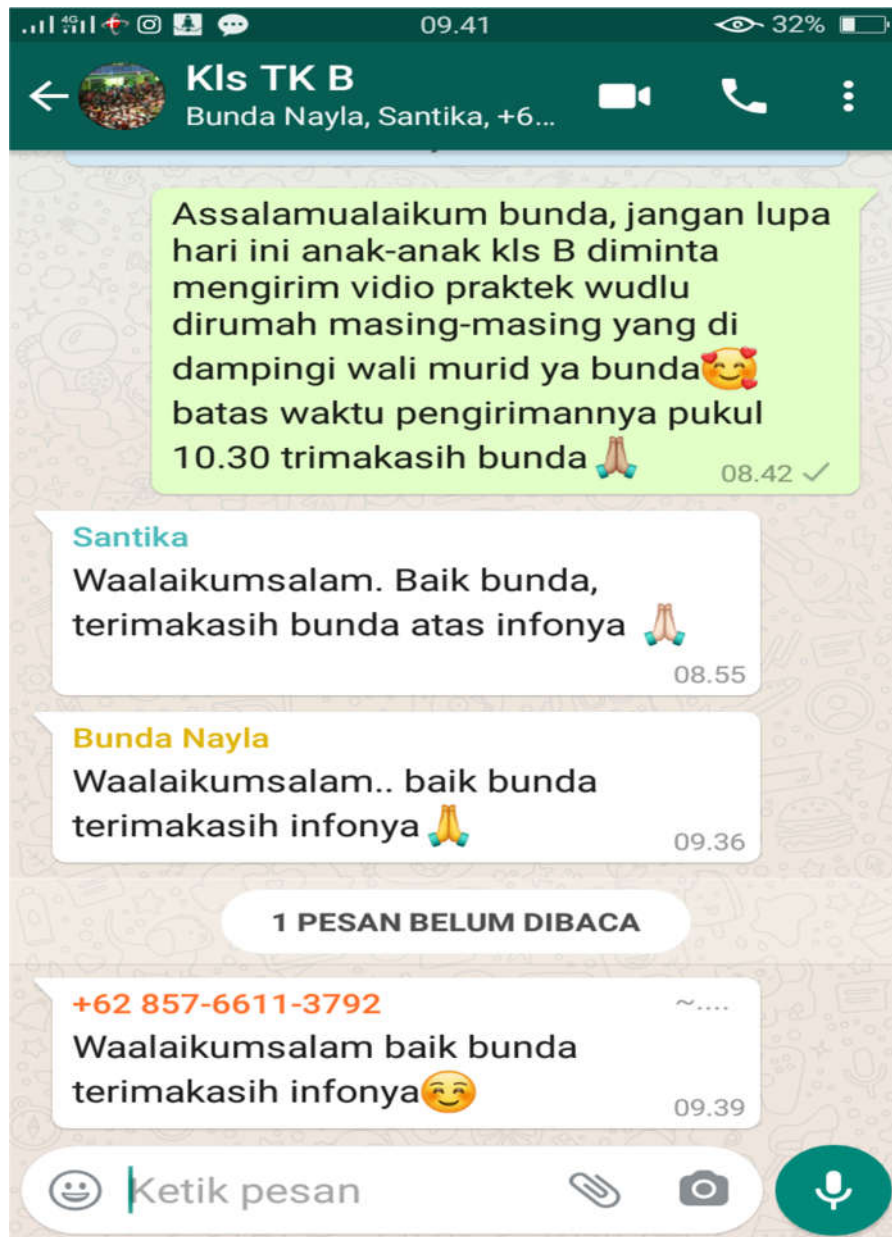 4G
09.41
32%
Kls TK B
Bunda Nayla, Santika, +6...
Assalamualaikum bunda, jangan lupa
hari ini anak-anak kls B diminta
mengirim vidio praktek wudlu
dirumah masing-masing yang di
dampingi wali murid ya bunda🥰
batas waktu pengirimannya pukul
10.30 trimakasih bunda 🙏
08.42
Santika
Waalaikumsalam. Baik bunda,
terimakasih bunda atas infonya 🙏
08.55
Bunda Nayla
Waalaikumsalam.. baik bunda
terimakasih infonya 🙏
09.36
1 PESAN BELUM DIBACA
+62 857-6611-3792 ~....
Waalaikumsalam baik bunda
terimakasih infonya☺️
09.39
Ketik pesan